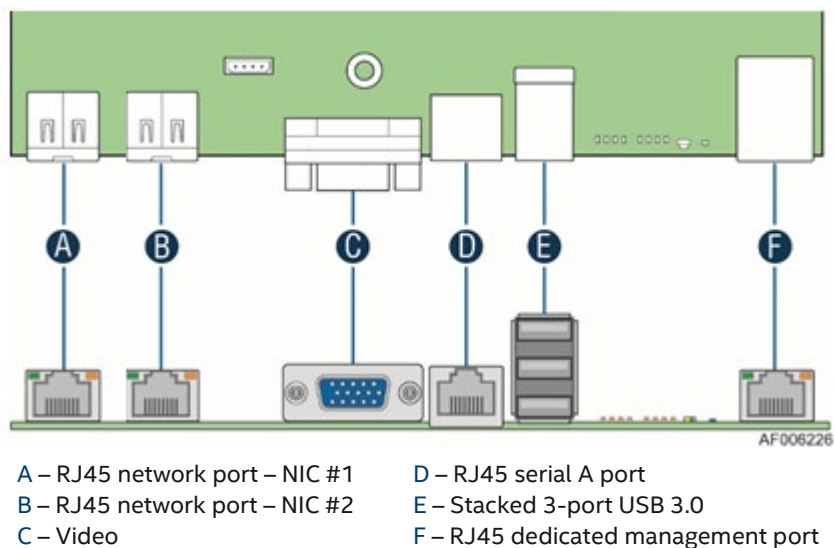 A B C D E F
AF006226
A – RJ45 network port – NIC #1
B – RJ45 network port – NIC #2
C – Video
D – RJ45 serial A port
E – Stacked 3-port USB 3.0
F – RJ45 dedicated management port